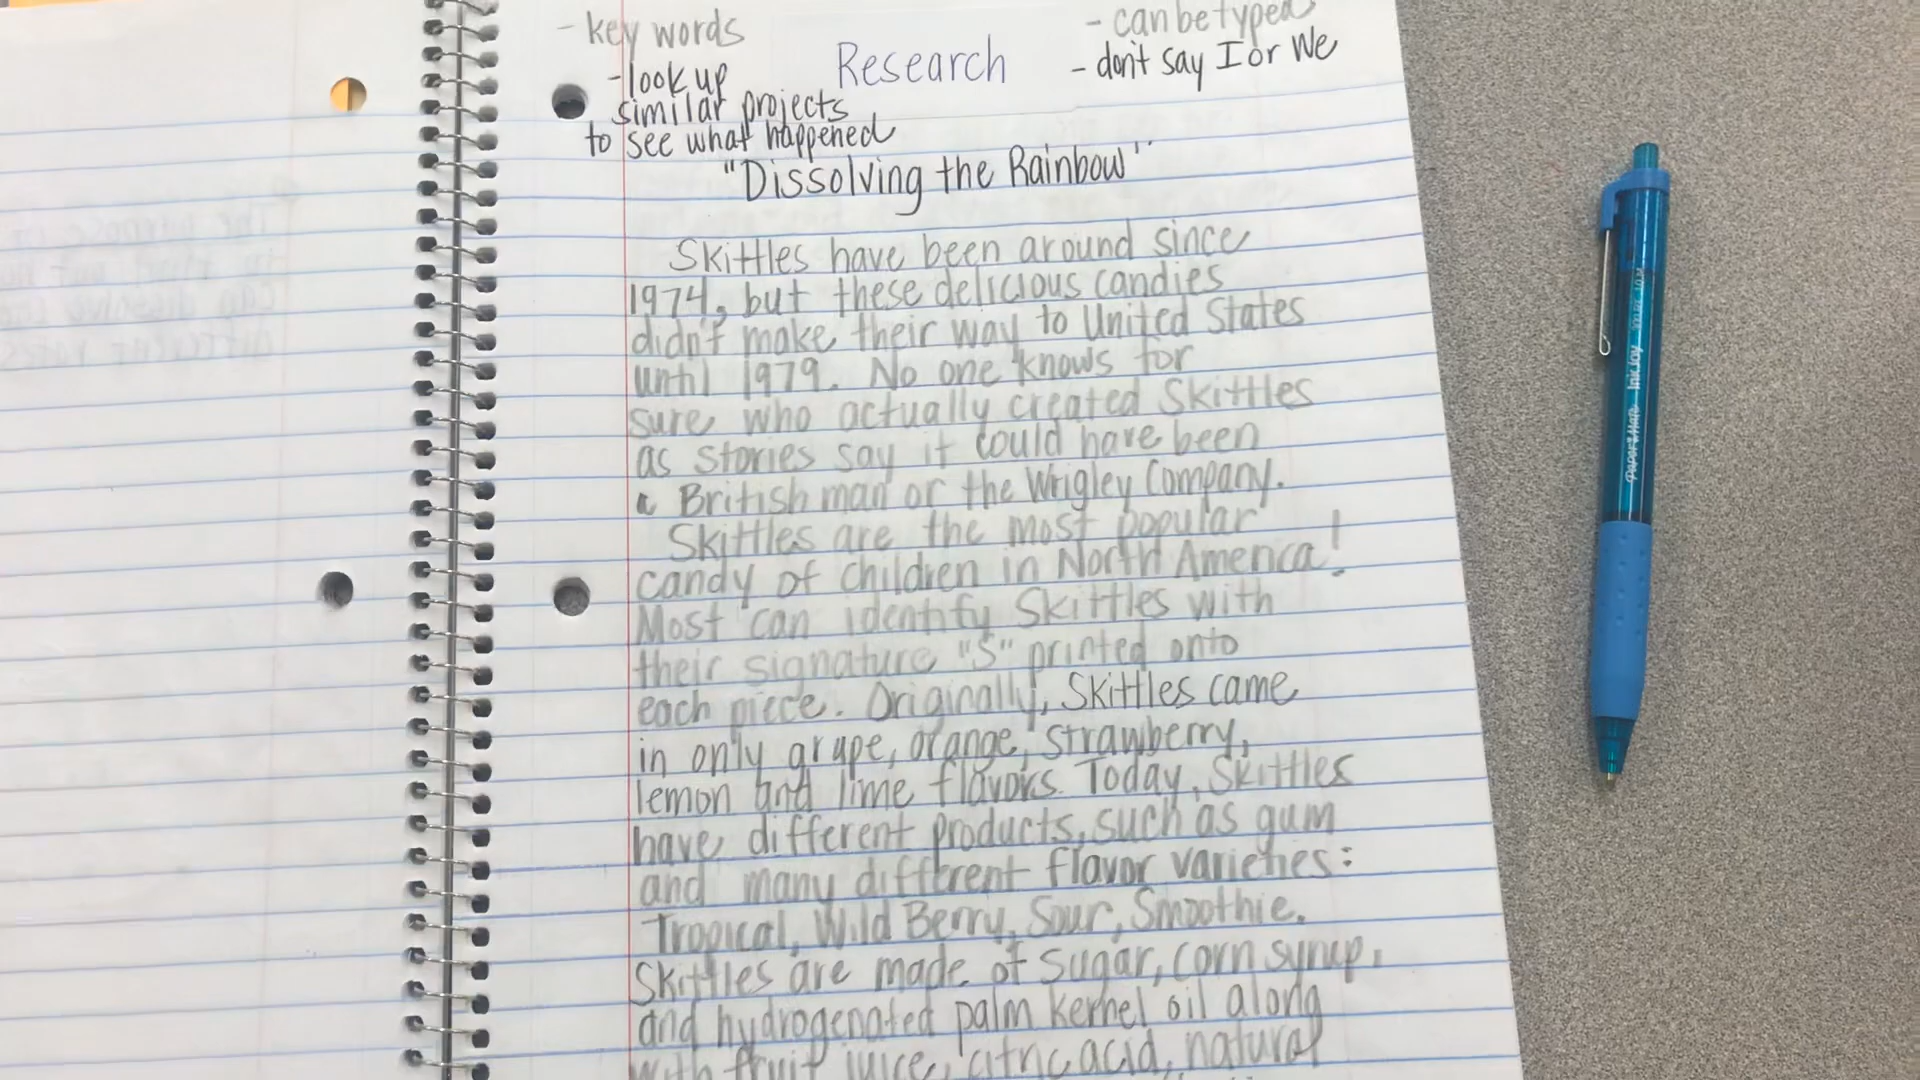 - key words
- look up
similar projects
to see what happened
Research
- can be typed
- don't say I or We
"Dissolving the Rainbow"
Skittles have been around since
1974, but these delicious candies
didn't make their way to United States
until 1979. No one knows for
sure who actually created Skittles
as stories say it could have been
a British man or the Wrigley Company.
Skittles are the most popular
candy of children in North America!
Most can identify Skittles with
their signature "S" printed onto
each piece. Originally, Skittles came
in only grape, orange, strawberry,
lemon and lime flavors. Today, Skittles
have different products, such as gum
and many different flavor varieties:
Tropical, Wild Berry, Sour, Smoothie.
Skittles are made of sugar, corn syrup,
and hydrogenated palm kernel oil along
with fruit juice, citric acid, natural
Paper Mate InkJoy